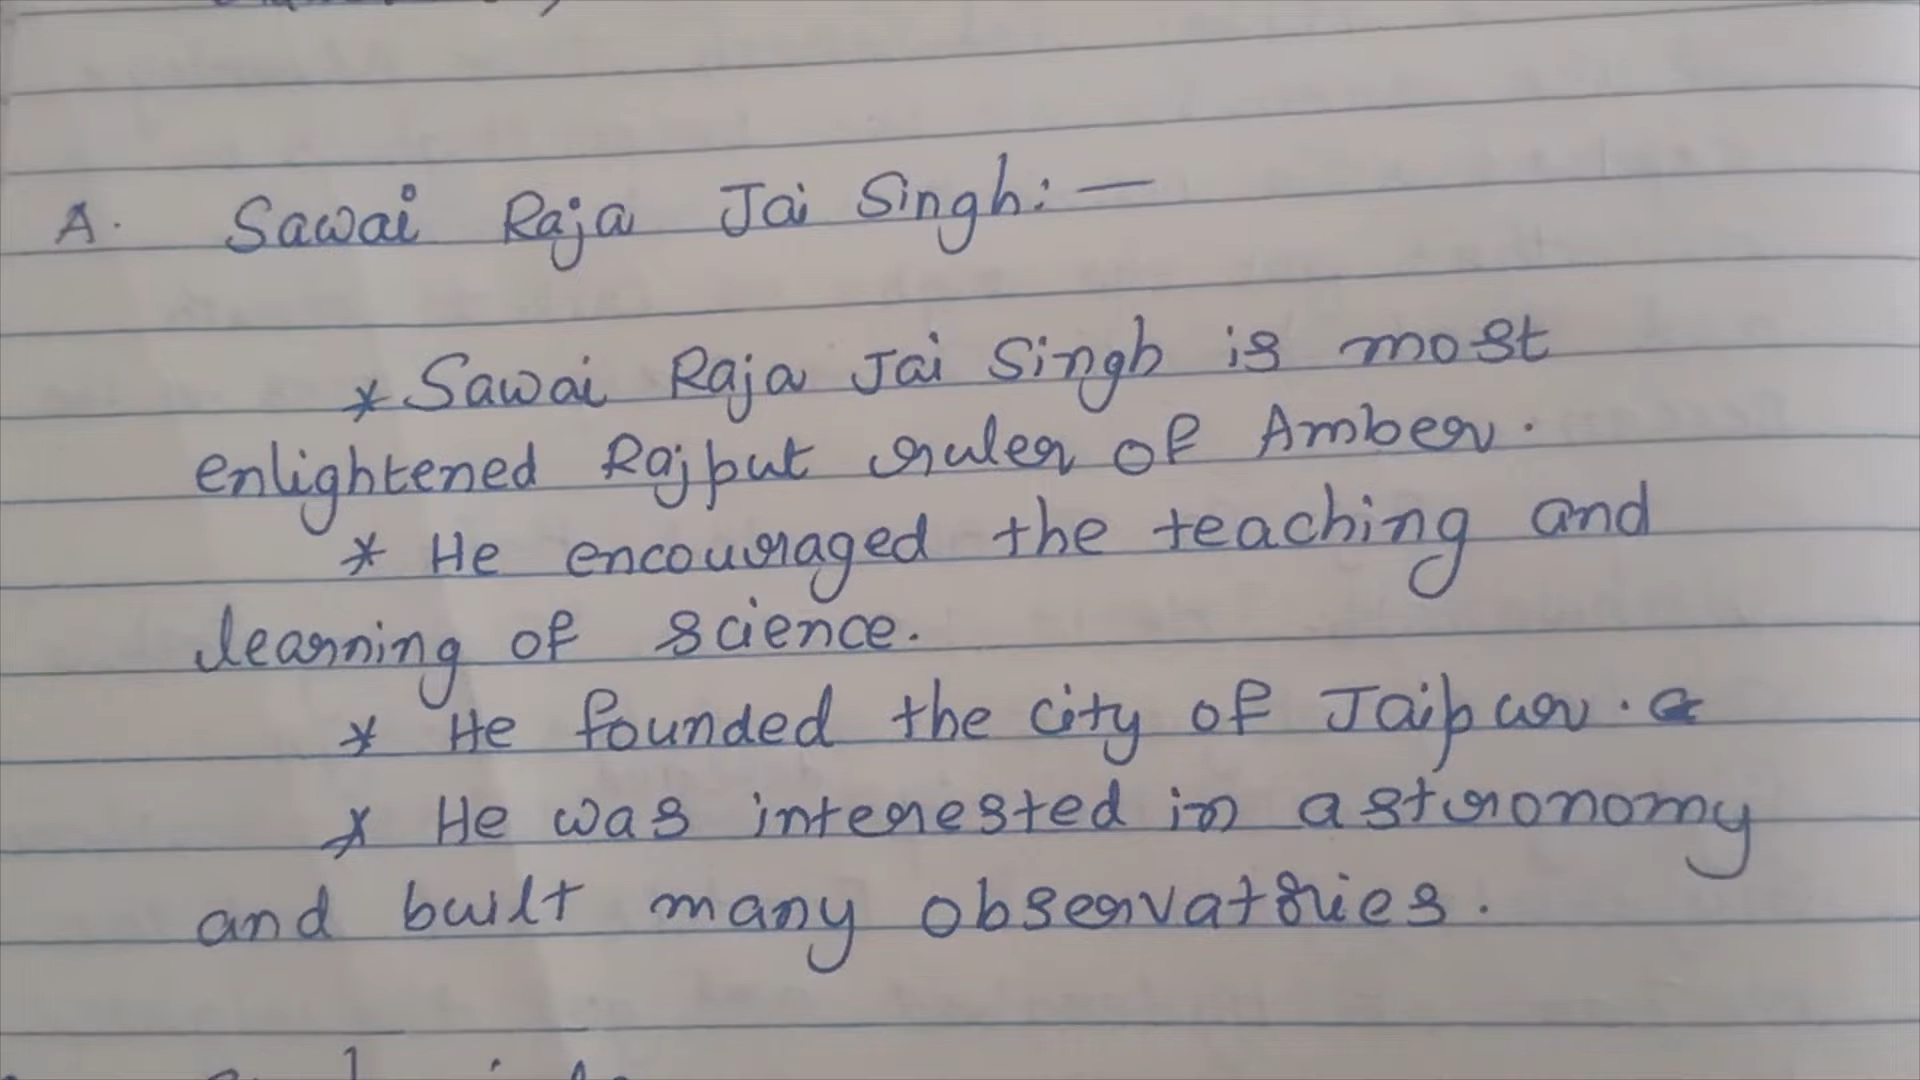 A. Sawai Raja Jai Singh:—
* Sawai Raja Jai Singh is most
enlightened Rajput ruler of Amber.
* He encouraged the teaching and
learning of science.
* He founded the city of Jaipur.
* He was interested in astronomy
and built many observatories.